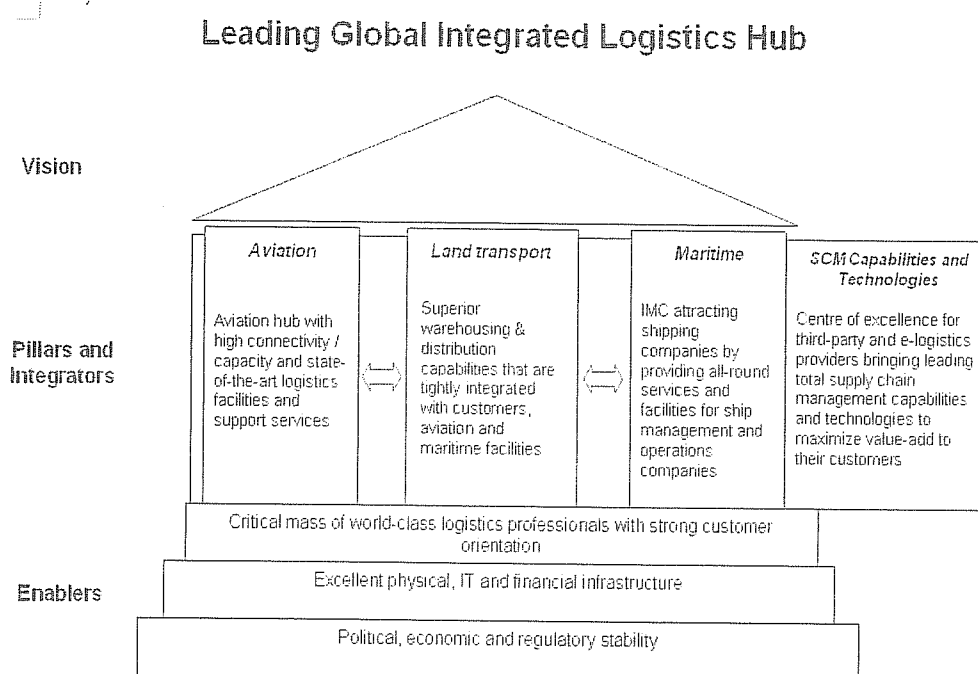 Leading Global Integrated Logistics Hub
Vision
Pillars and
Integrators
Aviation
Aviation hub with
high connectivity /
capacity and state-
of-the-art logistics
facilities and
support services
Land transport
Superior
warehousing &
distribution
capabilities that are
tightly integrated
with customers,
aviation and
maritime facilities
Maritime
IMC attracting
shipping
companies by
providing all-round
services and
facilities for ship
management and
operations
companies
SCM Capabilities and
Technologies
Centre of excellence for
third-party and e-logistics
providers bringing leading
total supply chain
management capabilities
and technologies to
maximize value-add to
their customers
Enablers
Critical mass of world-class logistics professionals with strong customer
orientation
Excellent physical, IT and financial infrastructure
Political, economic and regulatory stability